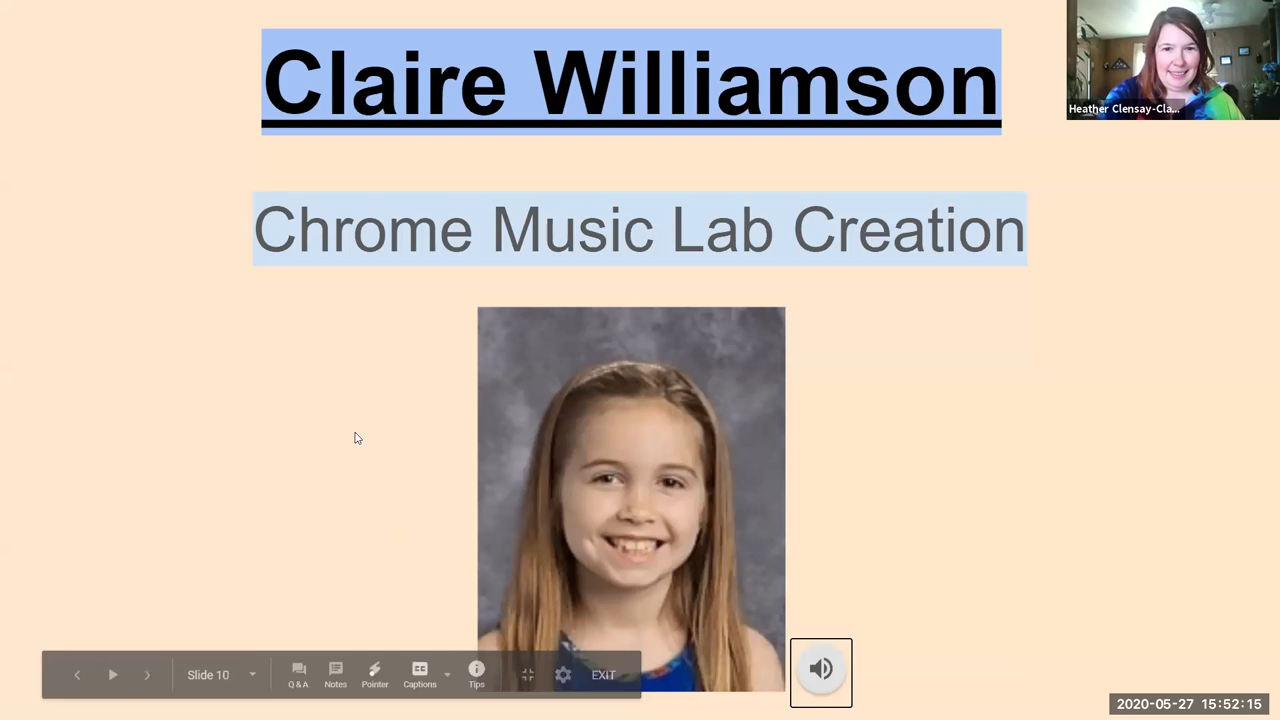 Claire Williamson
Heather Clensay-Cla...
Chrome Music Lab Creation
Slide 10
Q & A
Notes
Pointer
CC
Captions
Tips
EXIT
2020-05-27 15:52:15